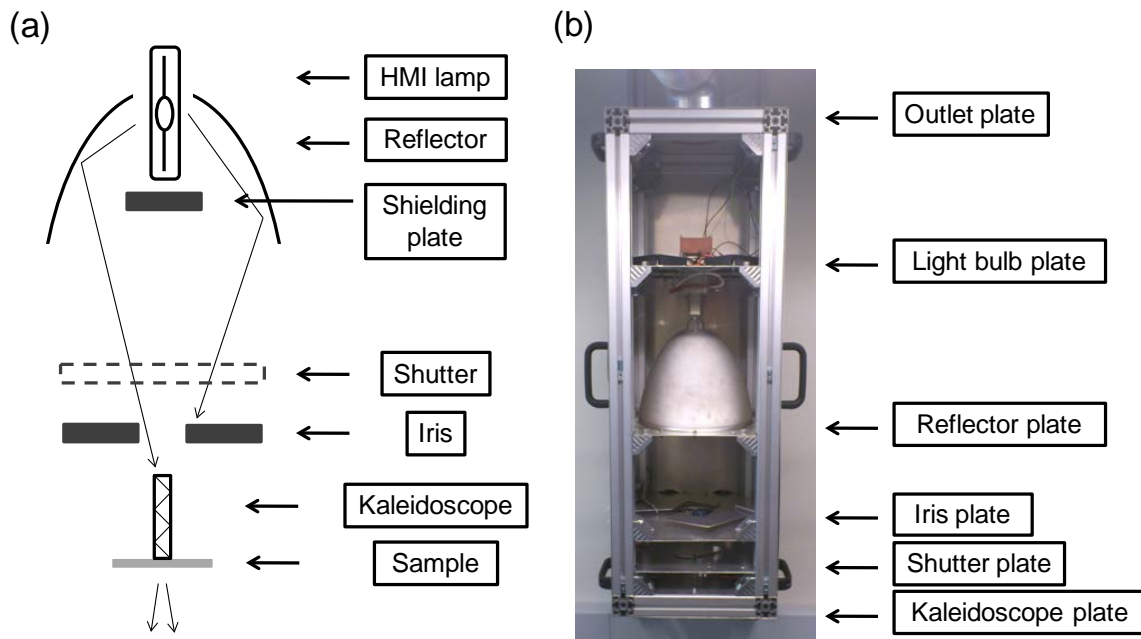 (a)
HMI lamp
Reflector
Shielding
plate
Shutter
Iris
Kaleidoscope
Sample
(b)
Outlet plate
Light bulb plate
Reflector plate
Iris plate
Shutter plate
Kaleidoscope plate